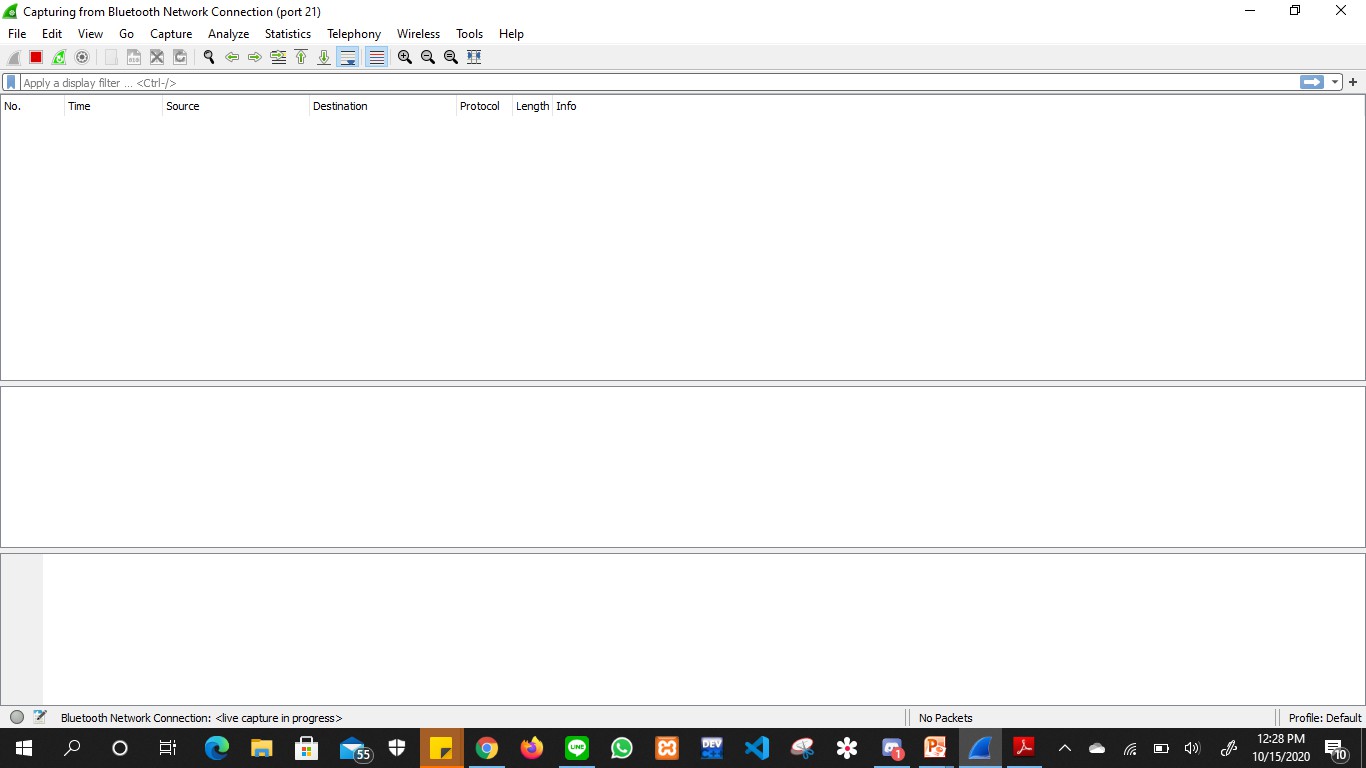 Capturing from Bluetooth Network Connection (port 21)
File Edit View Go Capture Analyze Statistics Telephony Wireless Tools Help
Apply a display filter ... <Ctrl-/>
No. Time Source Destination Protocol Length Info
Bluetooth Network Connection: <live capture in progress> No Packets Profile: Default
55
LINE
DEV
1
12:28 PM
10/15/2020
10